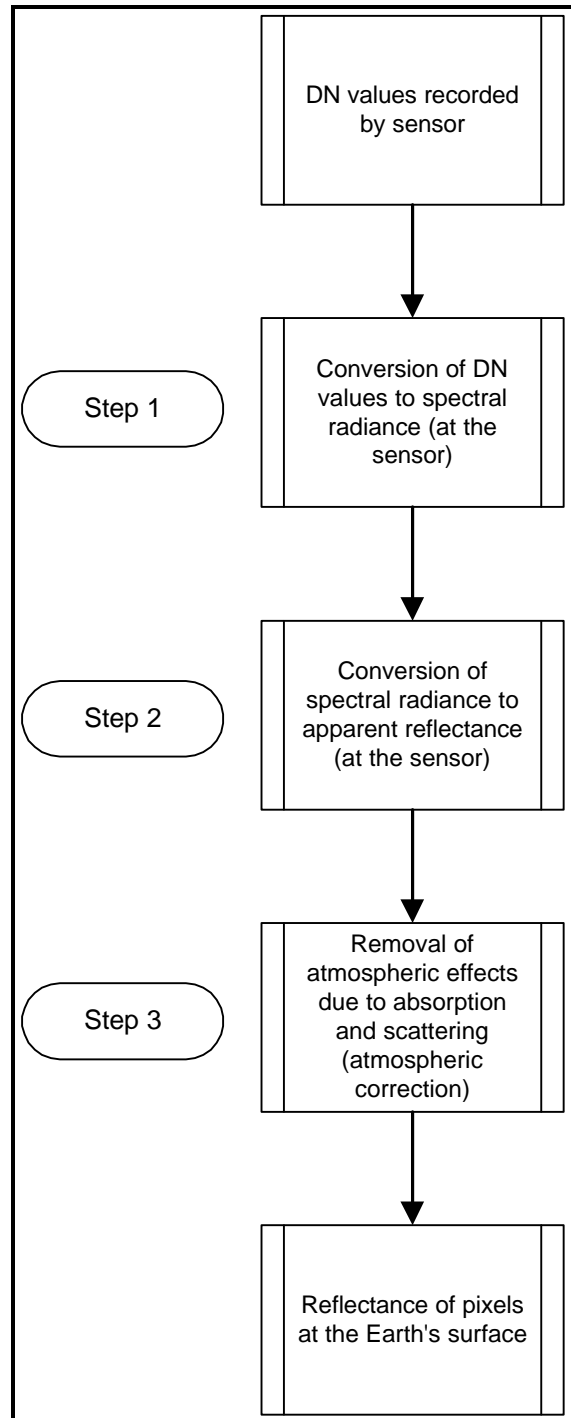 DN values recorded
by sensor
Step 1
Conversion of DN
values to spectral
radiance (at the
sensor)
Step 2
Conversion of
spectral radiance to
apparent reflectance
(at the sensor)
Step 3
Removal of
atmospheric effects
due to absorption
and scattering
(atmospheric
correction)
Reflectance of pixels
at the Earth's surface